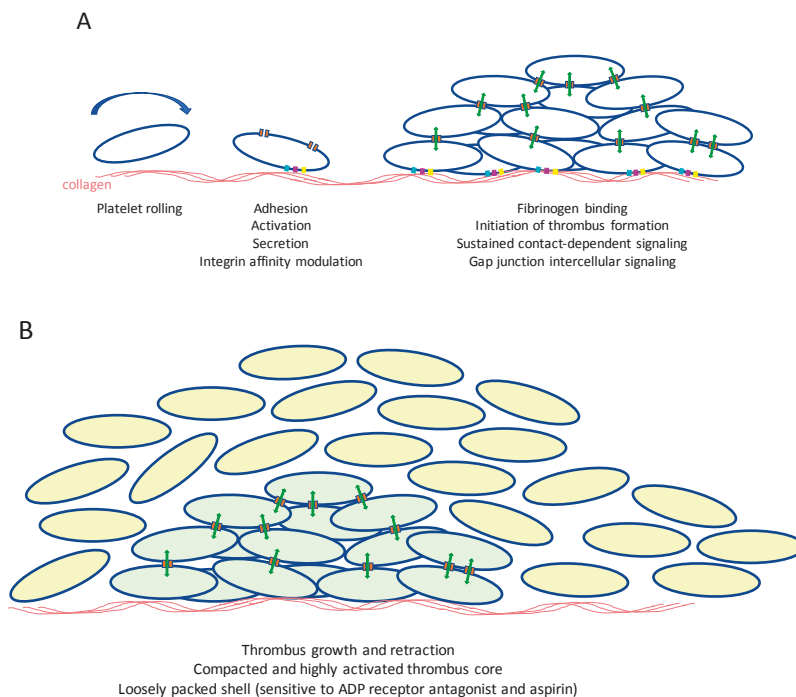 A
collagen
Platelet rolling
Adhesion
Activation
Secretion
Integrin affinity modulation
Fibrinogen binding
Initiation of thrombus formation
Sustained contact-dependent signaling
Gap junction intercellular signaling
B
Thrombus growth and retraction
Compacted and highly activated thrombus core
Loosely packed shell (sensitive to ADP receptor antagonist and aspirin)